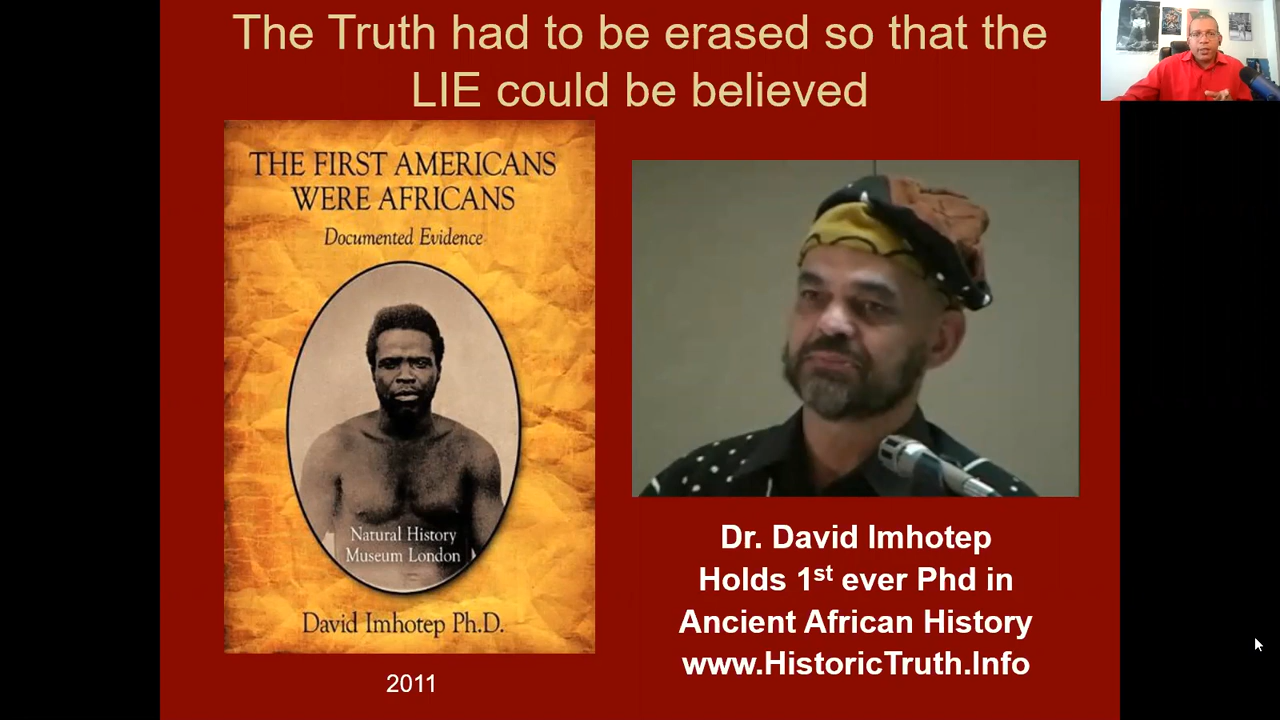 The Truth had to be erased so that the
LIE could be believed
THE FIRST AMERICANS
WERE AFRICANS
Documented Evidence
Natural History
Museum London
David Imhotep Ph.D.
2011
Dr. David Imhotep
Holds 1st ever Phd in
Ancient African History
www.HistoricTruth.Info